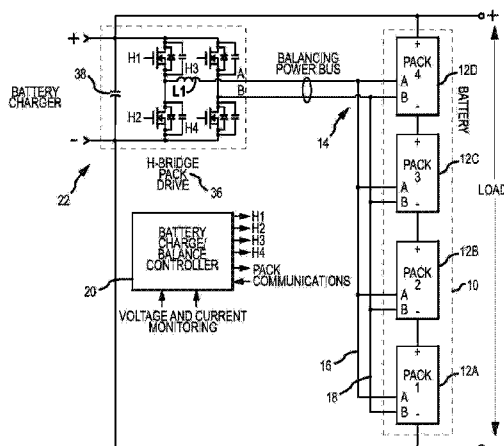 +
+
H1
H3
38
BATTERY
CHARGER
L1
A
B
BALANCING
POWER BUS
H2
H4
-
22
H-BRIDGE
PACK
DRIVE
36
14
BATTERY
CHARGE/
BALANCE
CONTROLLER
20
H1
H2
H3
H4
PACK
COMMUNICATIONS
VOLTAGE AND CURRENT
MONITORING
16
18
+
PACK
4
A
B
-
12D
BATTERY
+
PACK
3
A
B
-
12C
+
PACK
2
A
B
-
12B
10
+
PACK
1
A
B
-
12A
LOAD